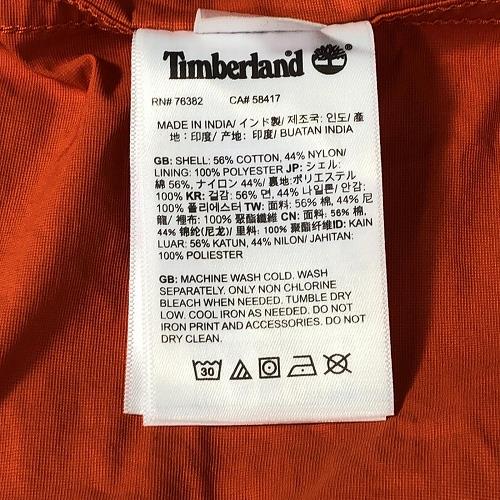 Timberland
RN# 76382 CA# 58417
MADE IN INDIA/ インド製/ 제조국: 인도/ 產
地：印度/ 产地：印度/ BUATAN INDIA
GB: SHELL: 56% COTTON, 44% NYLON/
LINING: 100% POLYESTER JP: シェル:
綿 56%, ナイロン 44%/ 裏地:ポリエステル
100% KR: 겉감: 56% 면, 44% 나일론/ 안감:
100% 폴리에스터 TW: 面料: 56% 棉, 44% 尼
龍/ 裡布: 100% 聚酯纖維 CN: 面料: 56% 棉,
44% 锦纶(尼龙)/ 里料: 100% 聚酯纤维ID: KAIN
LUAR: 56% KATUN, 44% NILON/ JAHITAN:
100% POLYESTER
GB: MACHINE WASH COLD. WASH
SEPARATELY. ONLY NON CHLORINE
BLEACH WHEN NEEDED. TUMBLE DRY
LOW. COOL IRON AS NEEDED. DO NOT
IRON PRINT AND ACCESSORIES. DO NOT
DRY CLEAN.
30